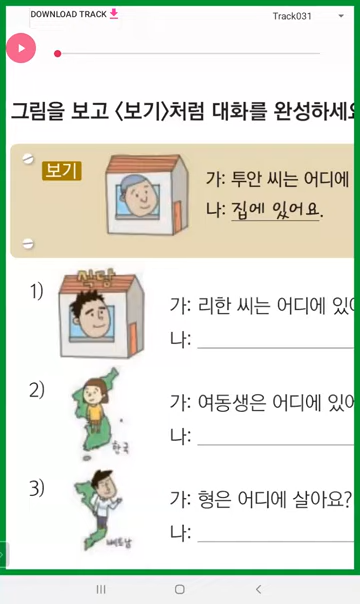 DOWNLOAD TRACK
Track031
그림을 보고 〈보기〉처럼 대화를 완성하세요
보기
가: 투안 씨는 어디에
나: 집에 있어요.
1)
식당
가: 리한 씨는 어디에 있
나:
2)
한국
가: 여동생은 어디에 있어
나:
3)
베트남
가: 형은 어디에 살아요?
나: